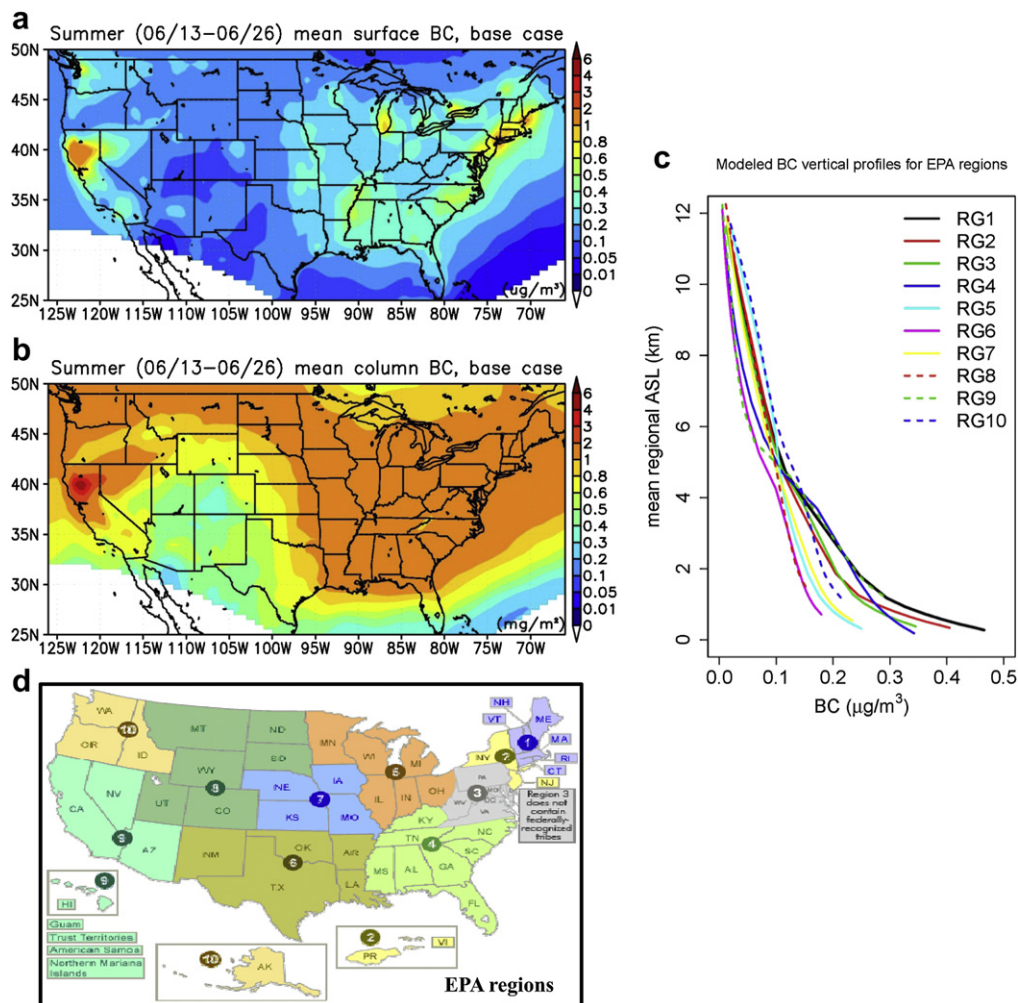 a
Summer (06/13-06/26) mean surface BC, base case
50N
45N
40N
35N
30N
25N
125W 120W 115W 110W 105W 100W 95W 90W 85W 80W 75W 70W
(ug/m³)
6
4
3
2
1
0.8
0.6
0.5
0.4
0.3
0.2
0.1
0.05
0.01
0
b
Summer (06/13-06/26) mean column BC, base case
50N
45N
40N
35N
30N
25N
125W 120W 115W 110W 105W 100W 95W 90W 85W 80W 75W 70W
(mg/m²)
6
4
3
2
1
0.8
0.6
0.5
0.4
0.3
0.2
0.1
0.05
0.01
0
c
Modeled BC vertical profiles for EPA regions
mean regional ASL (km)
12
10
8
6
4
2
0
0.0 0.1 0.2 0.3 0.4 0.5
BC (μg/m³)
RG1
RG2
RG3
RG4
RG5
RG6
RG7
RG8
RG9
RG10
d
WA
OR
ID
10
MT
ND
SD
WY
UT
CO
8
CA
NV
AZ
9
NE
IA
KS
MO
7
NM
TX
OK
AR
LA
6
MN
WI
MI
IL
IN
OH
5
KY
TN
NC
SC
MS
AL
GA
FL
4
PA
WV
VA
DC
3
NY
2
NJ
NH
VT
ME
MA
RI
CT
1
Region 3
does not
contain
federally-
recognized
tribes
9
HI
Guam
Trust Territories
American Samoa
Northern Mariana
Islands
10
AK
2
PR
VI
EPA regions